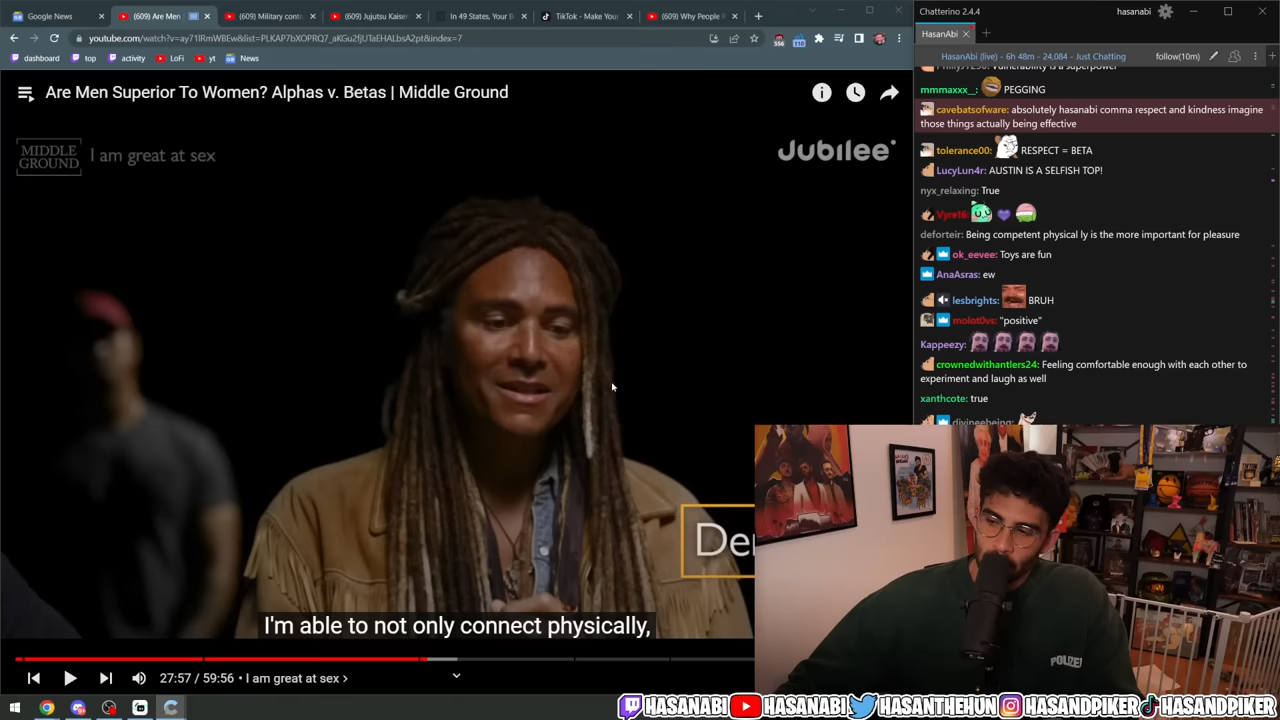 Google News
(609) Are Men
(609) Military contr
(609) Jujutsu Kaiser
In 49 States, Your B
TikTok - Make Your
(609) Why People F
youtube.com/watch?v=ay71IRmWBEw&list=PLKAP7bXOPRQ7_aKGu2fjUTaEHALbsA2pt&index=7
dashboard
top
activity
LoFi
yt
News
Are Men Superior To Women? Alphas v. Betas | Middle Ground
MIDDLE
GROUND
I am great at sex
Jubilee
I'm able to not only connect physically,
27:57 / 59:56 • I am great at sex
Chatterino 2.4.4
hasanabi
HasanAbi
HasanAbi (live) - 6h 48m - 24,084 - Just Chatting
follow(10m)
mmmaxxx__: PEGGING
cavebatsofware: absolutely hasanabi comma respect and kindness imagine
those things actually being effective
tolerance00: RESPECT = BETA
LucyLun4r: AUSTIN IS A SELFISH TOP!
nyx_relaxing: True
Vyre16:
deforteir: Being competent physical ly is the more important for pleasure
ok_eevee: Toys are fun
AnaAsras: ew
lesbrights: BRUH
molot0vs: "positive"
Kappeezy:
crownedwithantlers24: Feeling comfortable enough with each other to
experiment and laugh as well
xanthcote: true
divineebeing:
POLIZEI
HASANABI
HASANABI
HASANTHEHUN
HASANDPIKER
HASANDPIKER